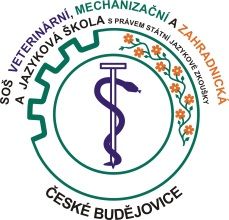 SOŠ VETERINÁRNÍ, MECHANIZAČNÍ A ZAHRADNICKÁ
A JAZYKOVÁ ŠKOLA S PRÁVEM STÁTNÍ JAZYKOVÉ ZKOUŠKY
ČESKÉ BUDĚJOVICE